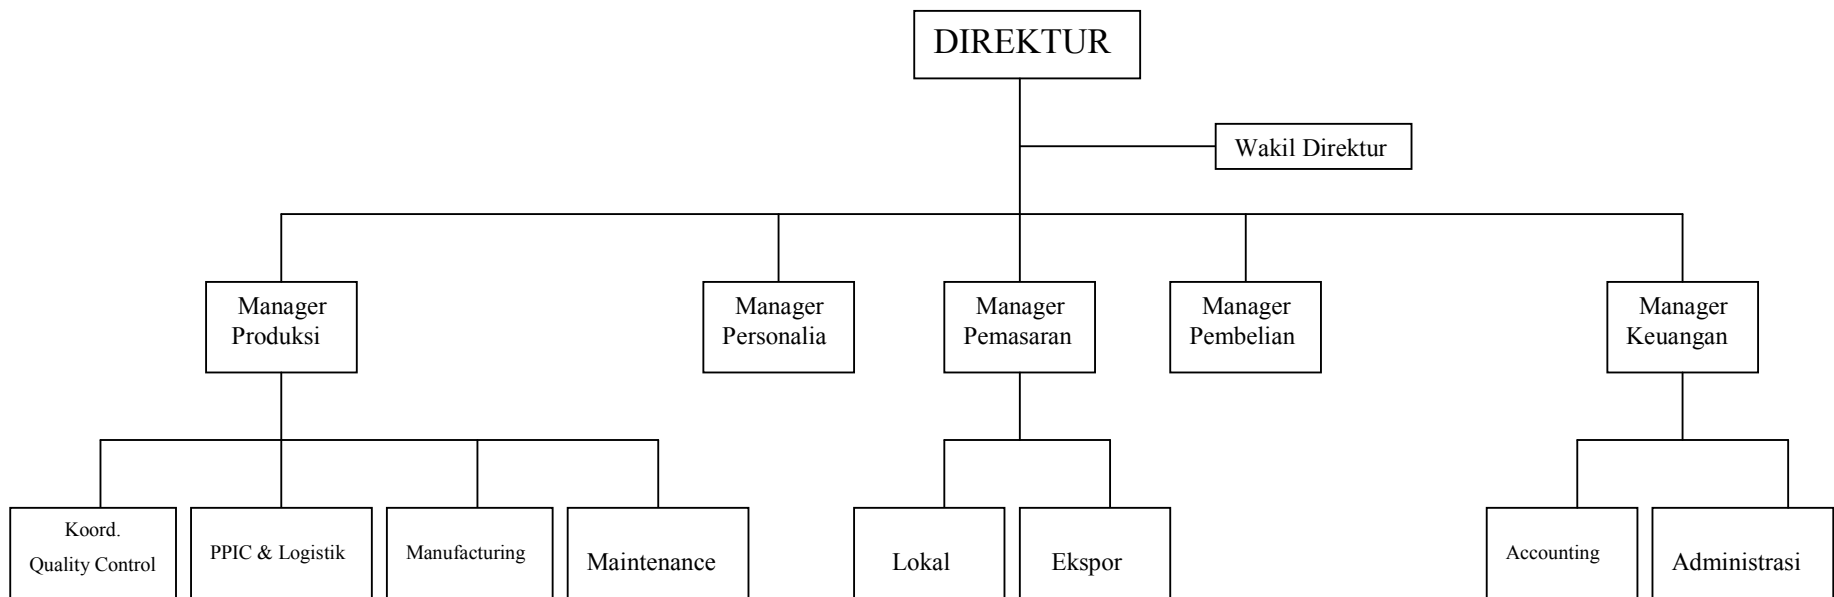 DIREKTUR
Wakil Direktur
Manager
Produksi
Manager
Personalia
Manager
Pemasaran
Manager
Pembelian
Manager
Keuangan
Koord.
Quality Control
PPIC & Logistik
Manufacturing
Maintenance
Lokal
Ekspor
Accounting
Administrasi